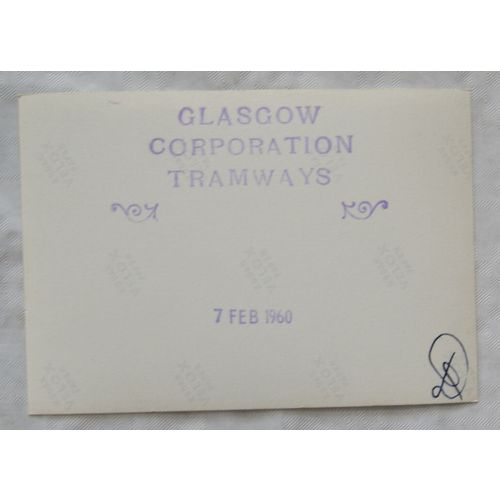 GLASGOW
CORPORATION
TRAMWAYS
7 FEB 1960